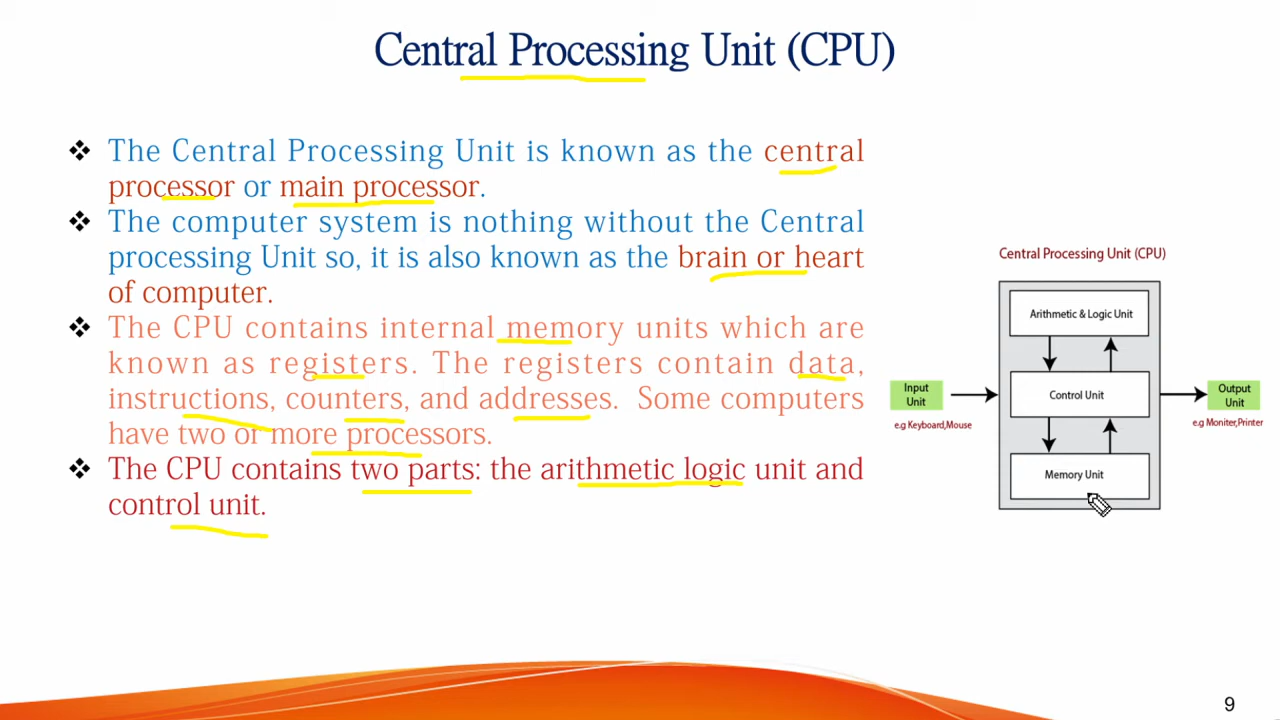 Central Processing Unit (CPU)
❖ The Central Processing Unit is known as the central
processor or main processor.
❖ The computer system is nothing without the Central
processing Unit so, it is also known as the brain or heart
of computer.
❖ The CPU contains internal memory units which are
known as registers. The registers contain data,
instructions, counters, and addresses. Some computers
have two or more processors.
❖ The CPU contains two parts: the arithmetic logic unit and
control unit.
Central Processing Unit (CPU)
Arithmetic & Logic Unit
Input
Unit
Control Unit
Output
Unit
e.g Keyboard,Mouse
e.g Moniter,Printer
Memory Unit
9